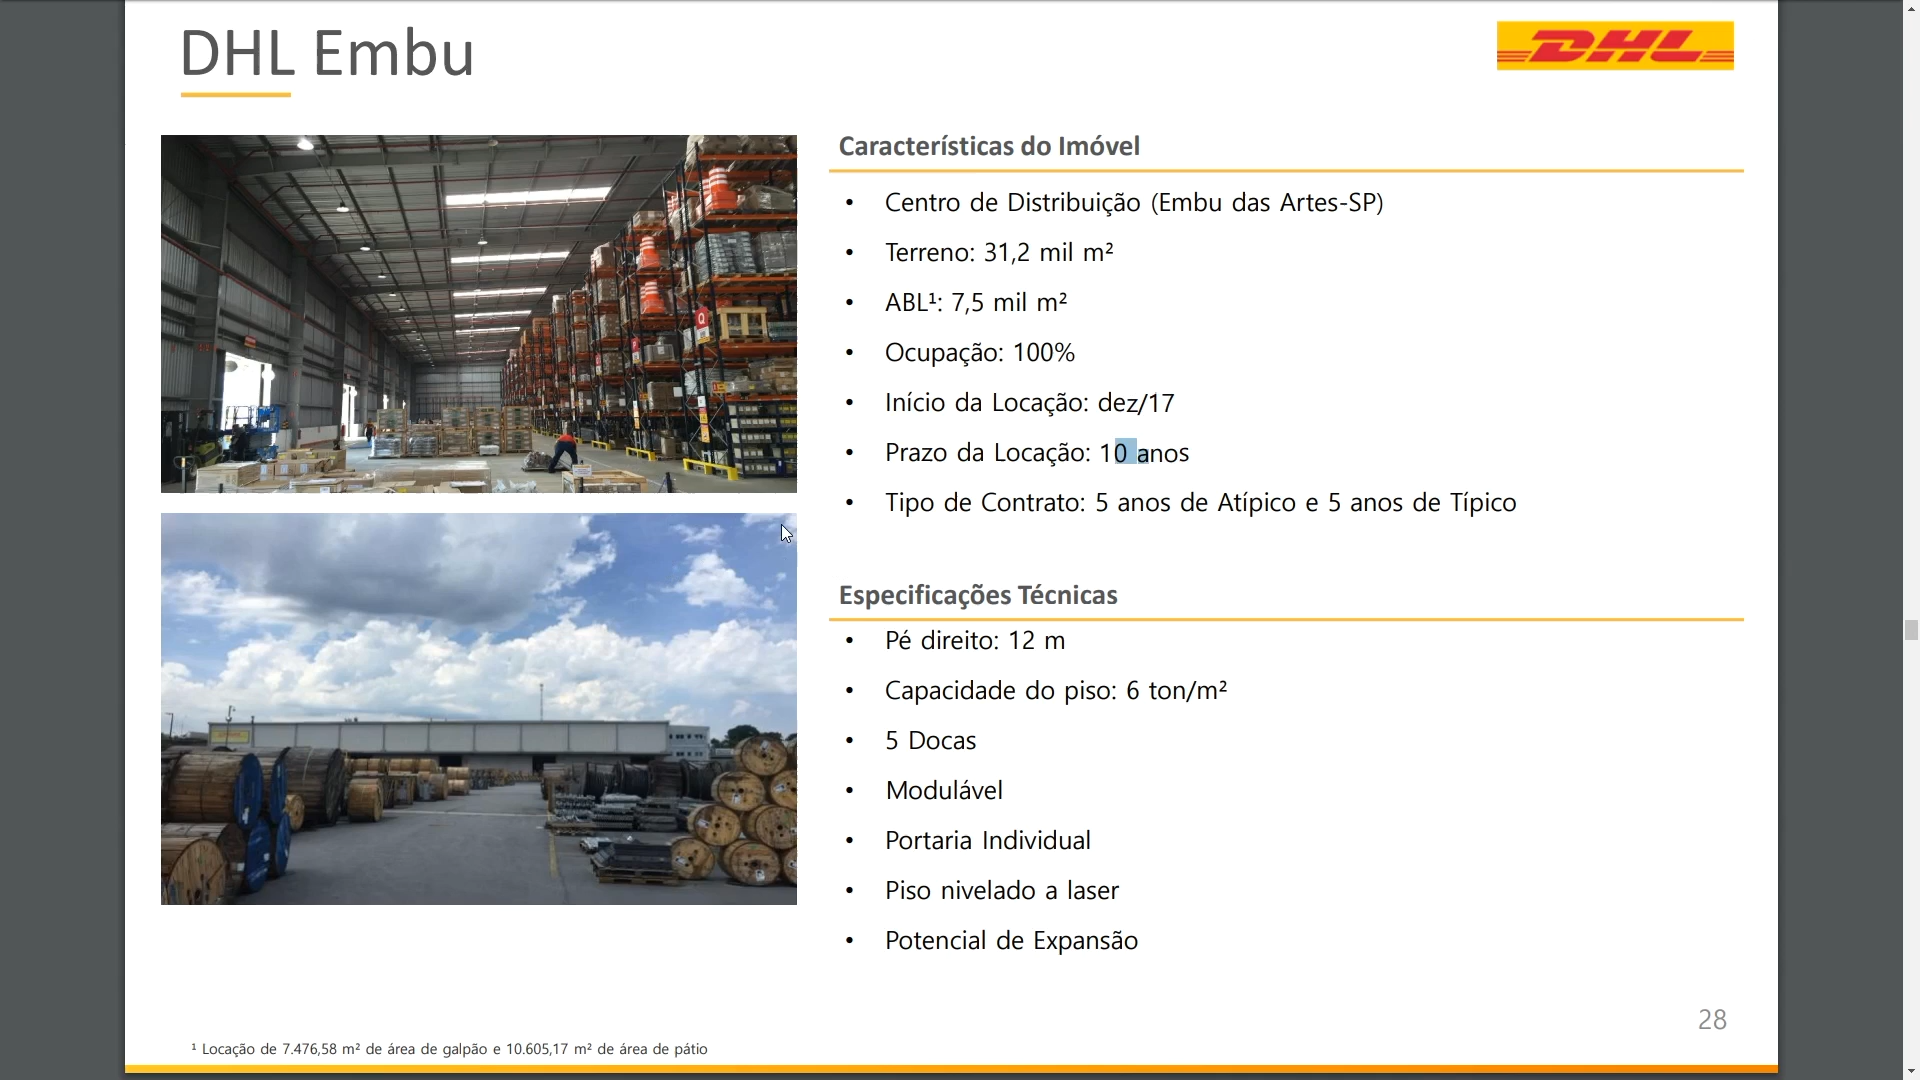 DHL Embu
DHL
Características do Imóvel
• Centro de Distribuição (Embu das Artes-SP)
• Terreno: 31,2 mil m²
• ABL¹: 7,5 mil m²
• Ocupação: 100%
• Início da Locação: dez/17
• Prazo da Locação: 10 anos
• Tipo de Contrato: 5 anos de Atípico e 5 anos de Típico
Especificações Técnicas
• Pé direito: 12 m
• Capacidade do piso: 6 ton/m²
• 5 Docas
• Modulável
• Portaria Individual
• Piso nivelado a laser
• Potencial de Expansão
28
¹ Locação de 7.476,58 m² de área de galpão e 10.605,17 m² de área de pátio